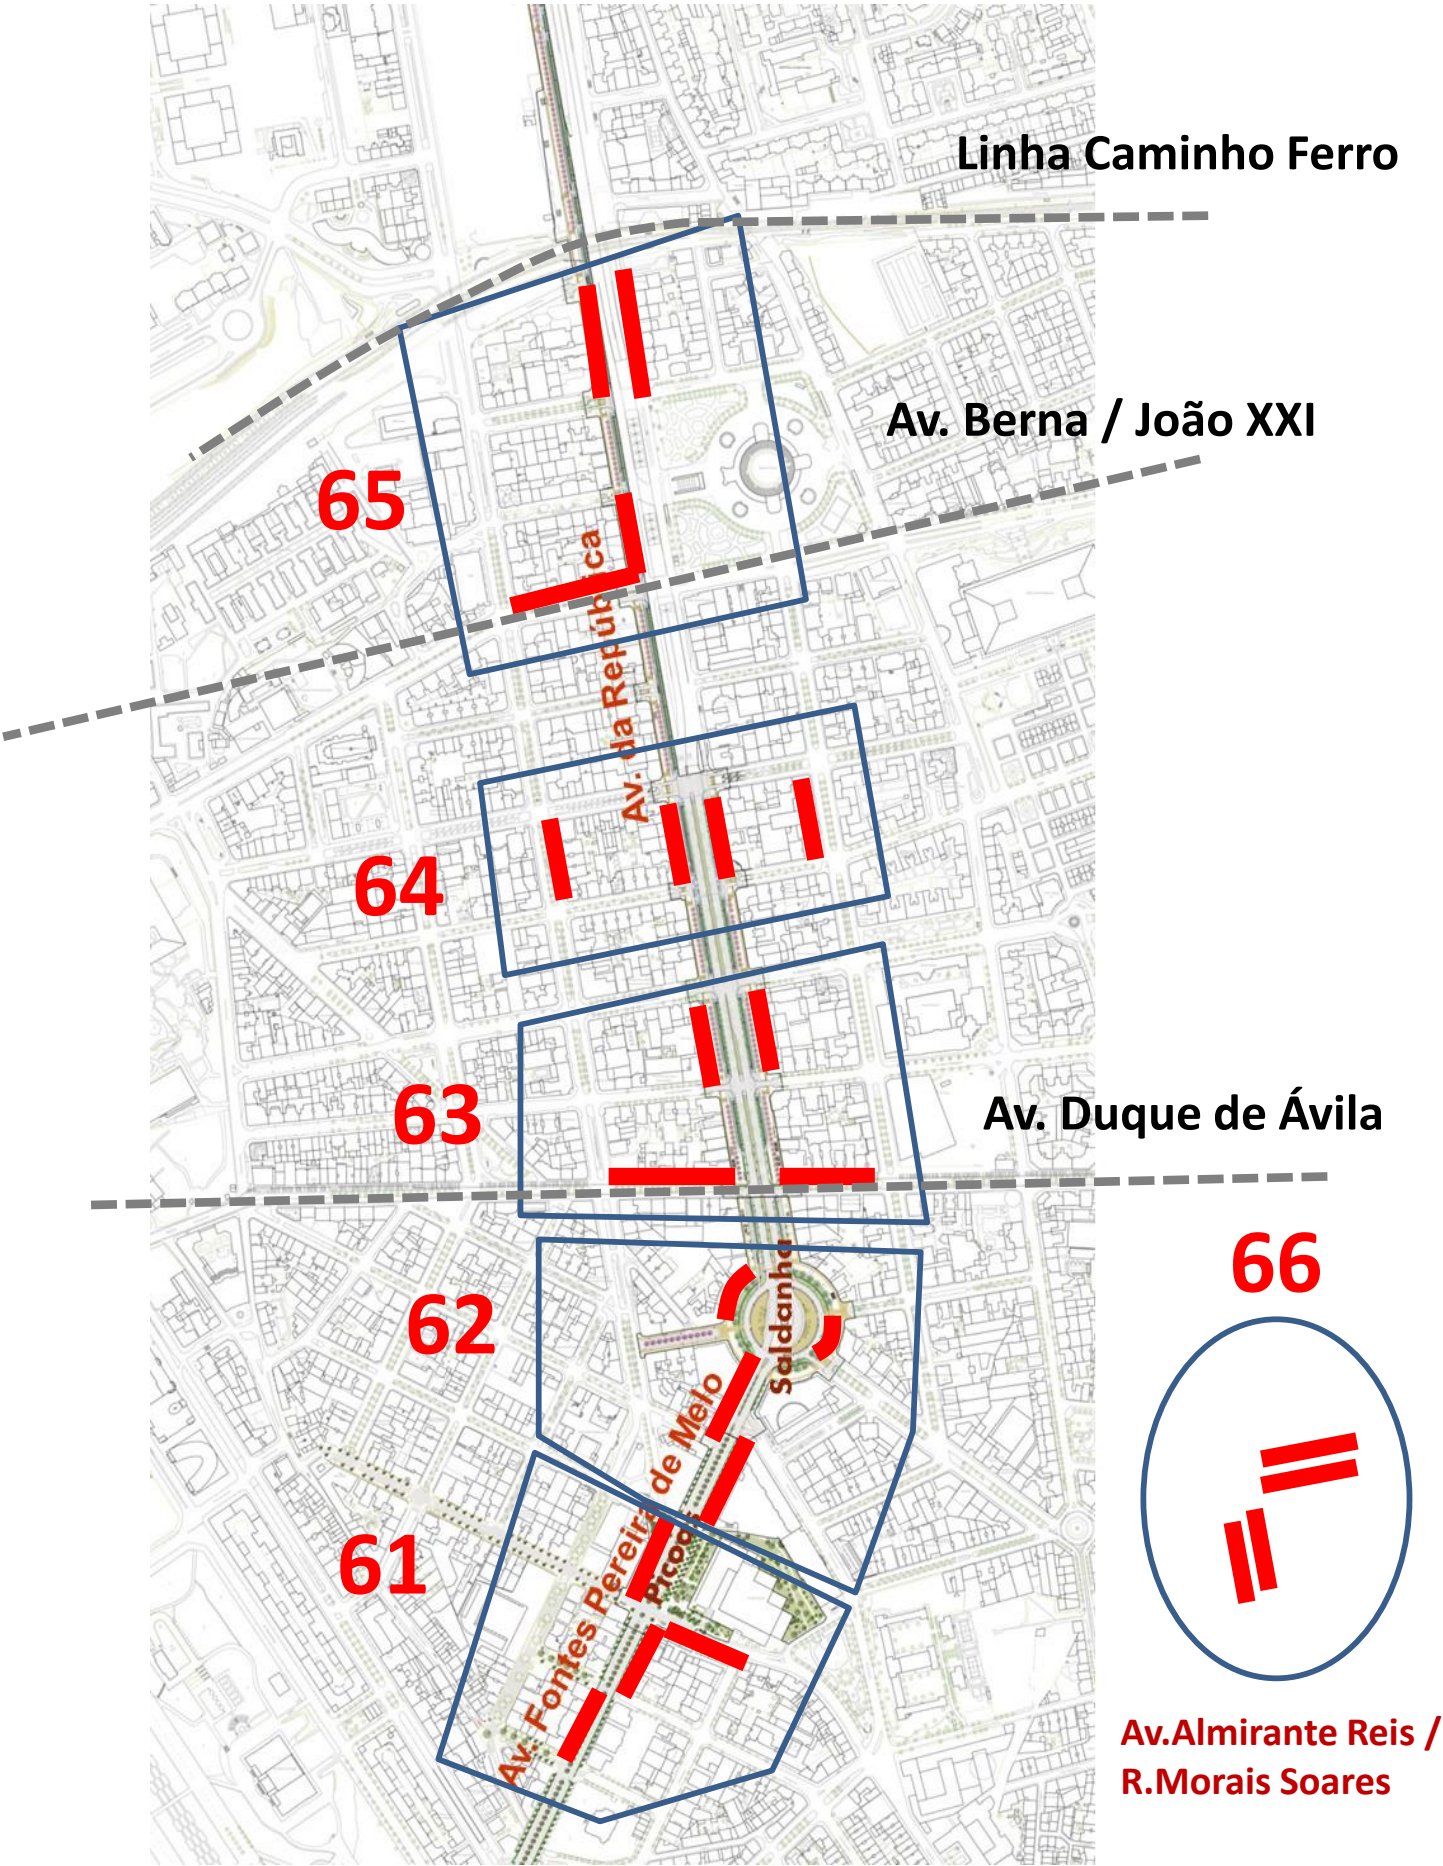 Linha Caminho Ferro
Av. Berna / João XXI
65
Av. da República
64
63
Av. Duque de Ávila
66
62
Saldanha
Av. Fontes Pereira de Melo
Picoas
61
Av.Almirante Reis /
R.Morais Soares